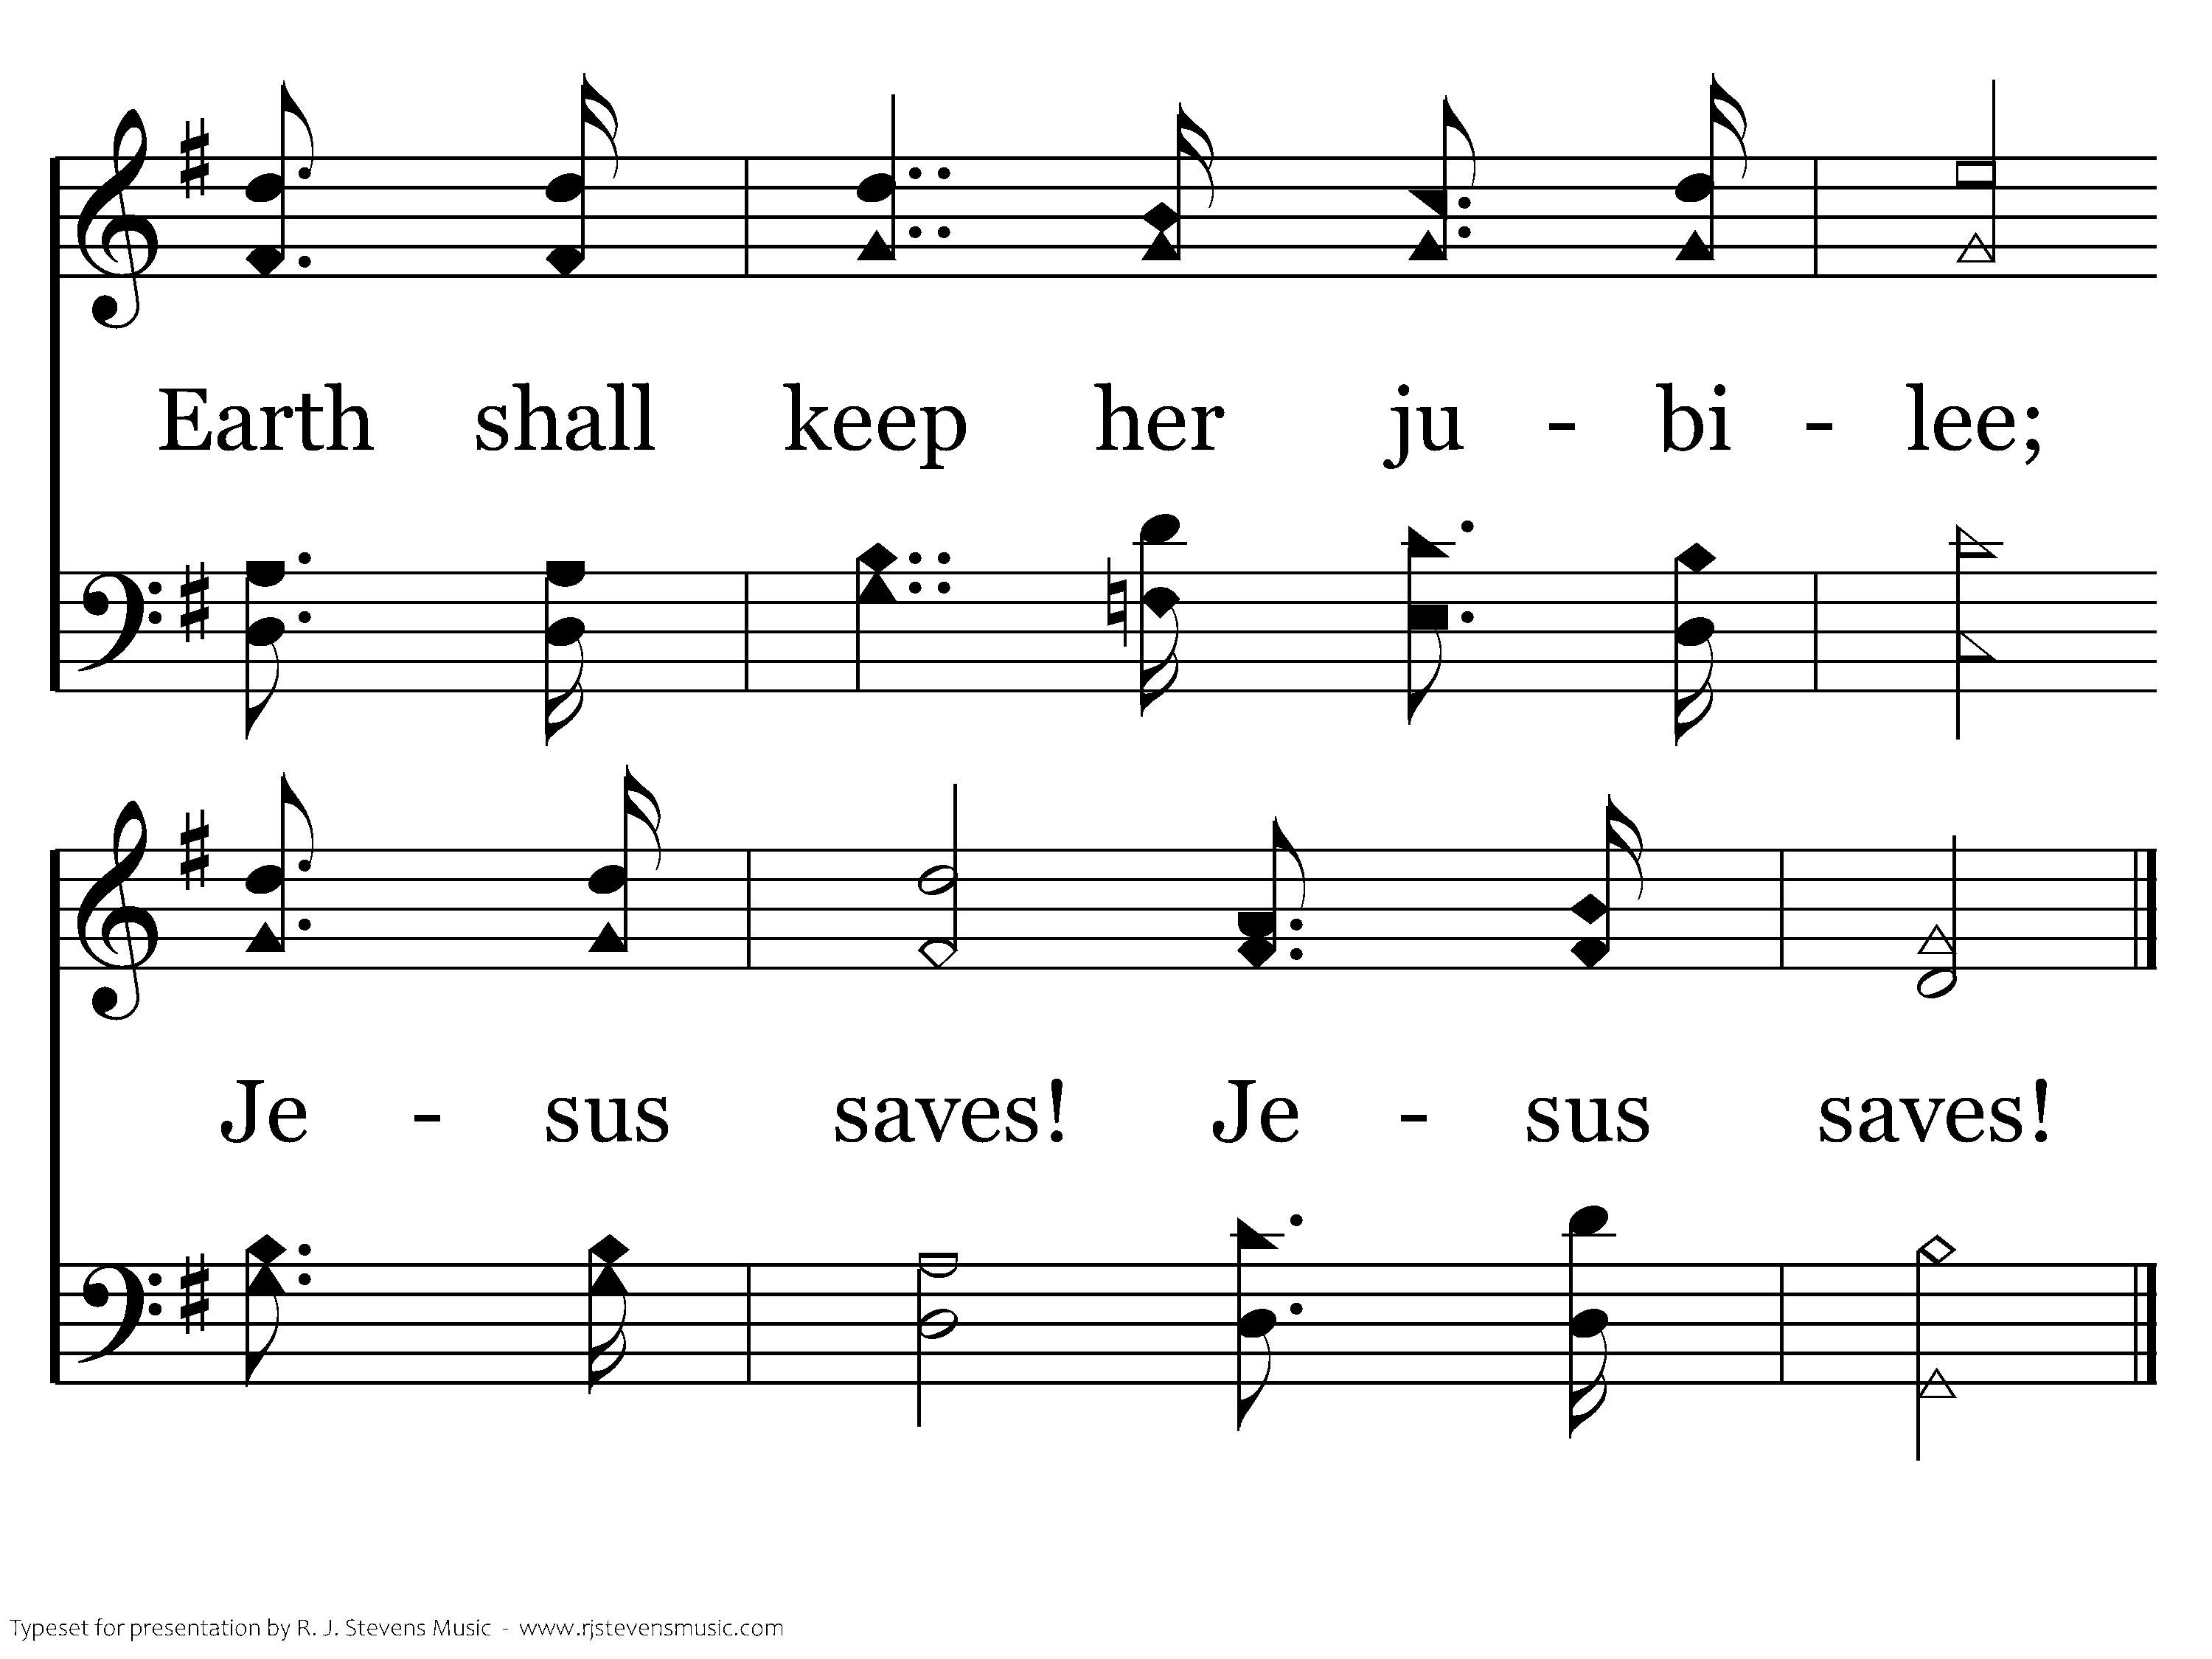 Earth shall keep her ju - bi - lee;
Je - sus saves! Je - sus saves!
Typeset for presentation by R. J. Stevens Music - www.rjstevensmusic.com